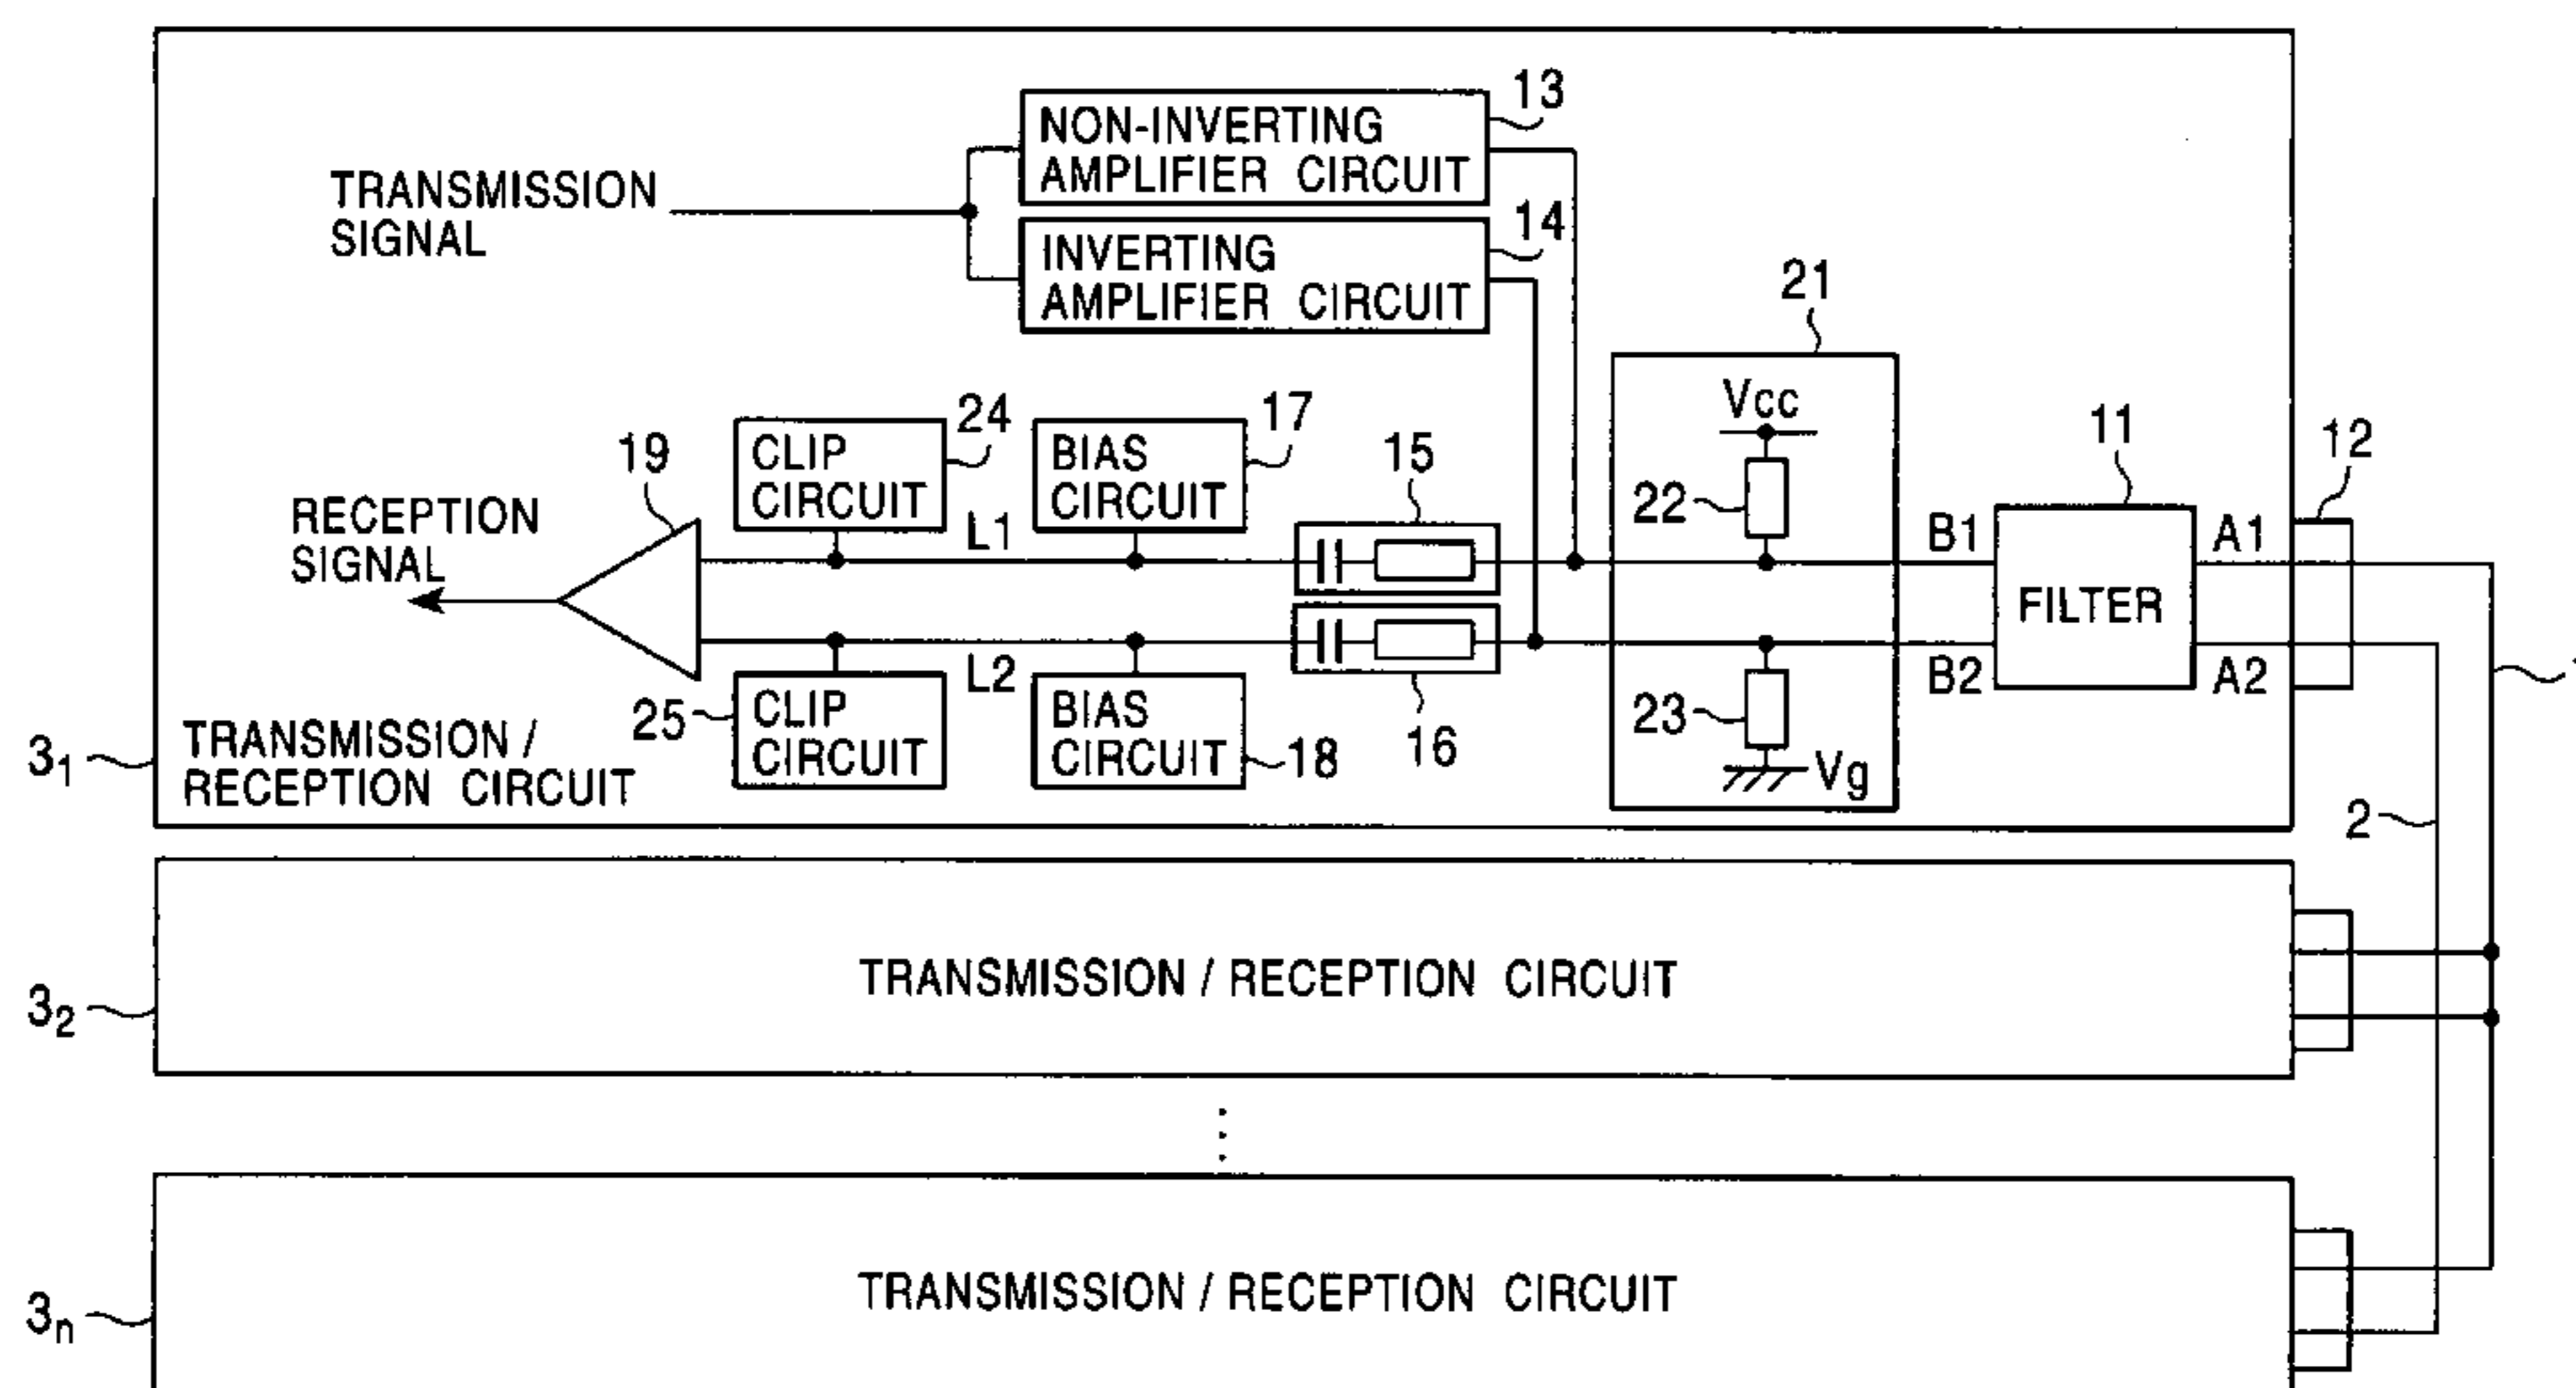 13
NON-INVERTING
AMPLIFIER CIRCUIT
TRANSMISSION
SIGNAL
14
INVERTING
AMPLIFIER CIRCUIT
21
Vcc
24
17
11
12
19
CLIP
CIRCUIT
BIAS
CIRCUIT
15
22
RECEPTION
SIGNAL
L1
B1
A1
FILTER
L2
B2
A2
25
CLIP
CIRCUIT
BIAS
CIRCUIT
18
16
23
Vg
3₁
TRANSMISSION /
RECEPTION CIRCUIT
2
TRANSMISSION / RECEPTION CIRCUIT
3₂
TRANSMISSION / RECEPTION CIRCUIT
3n